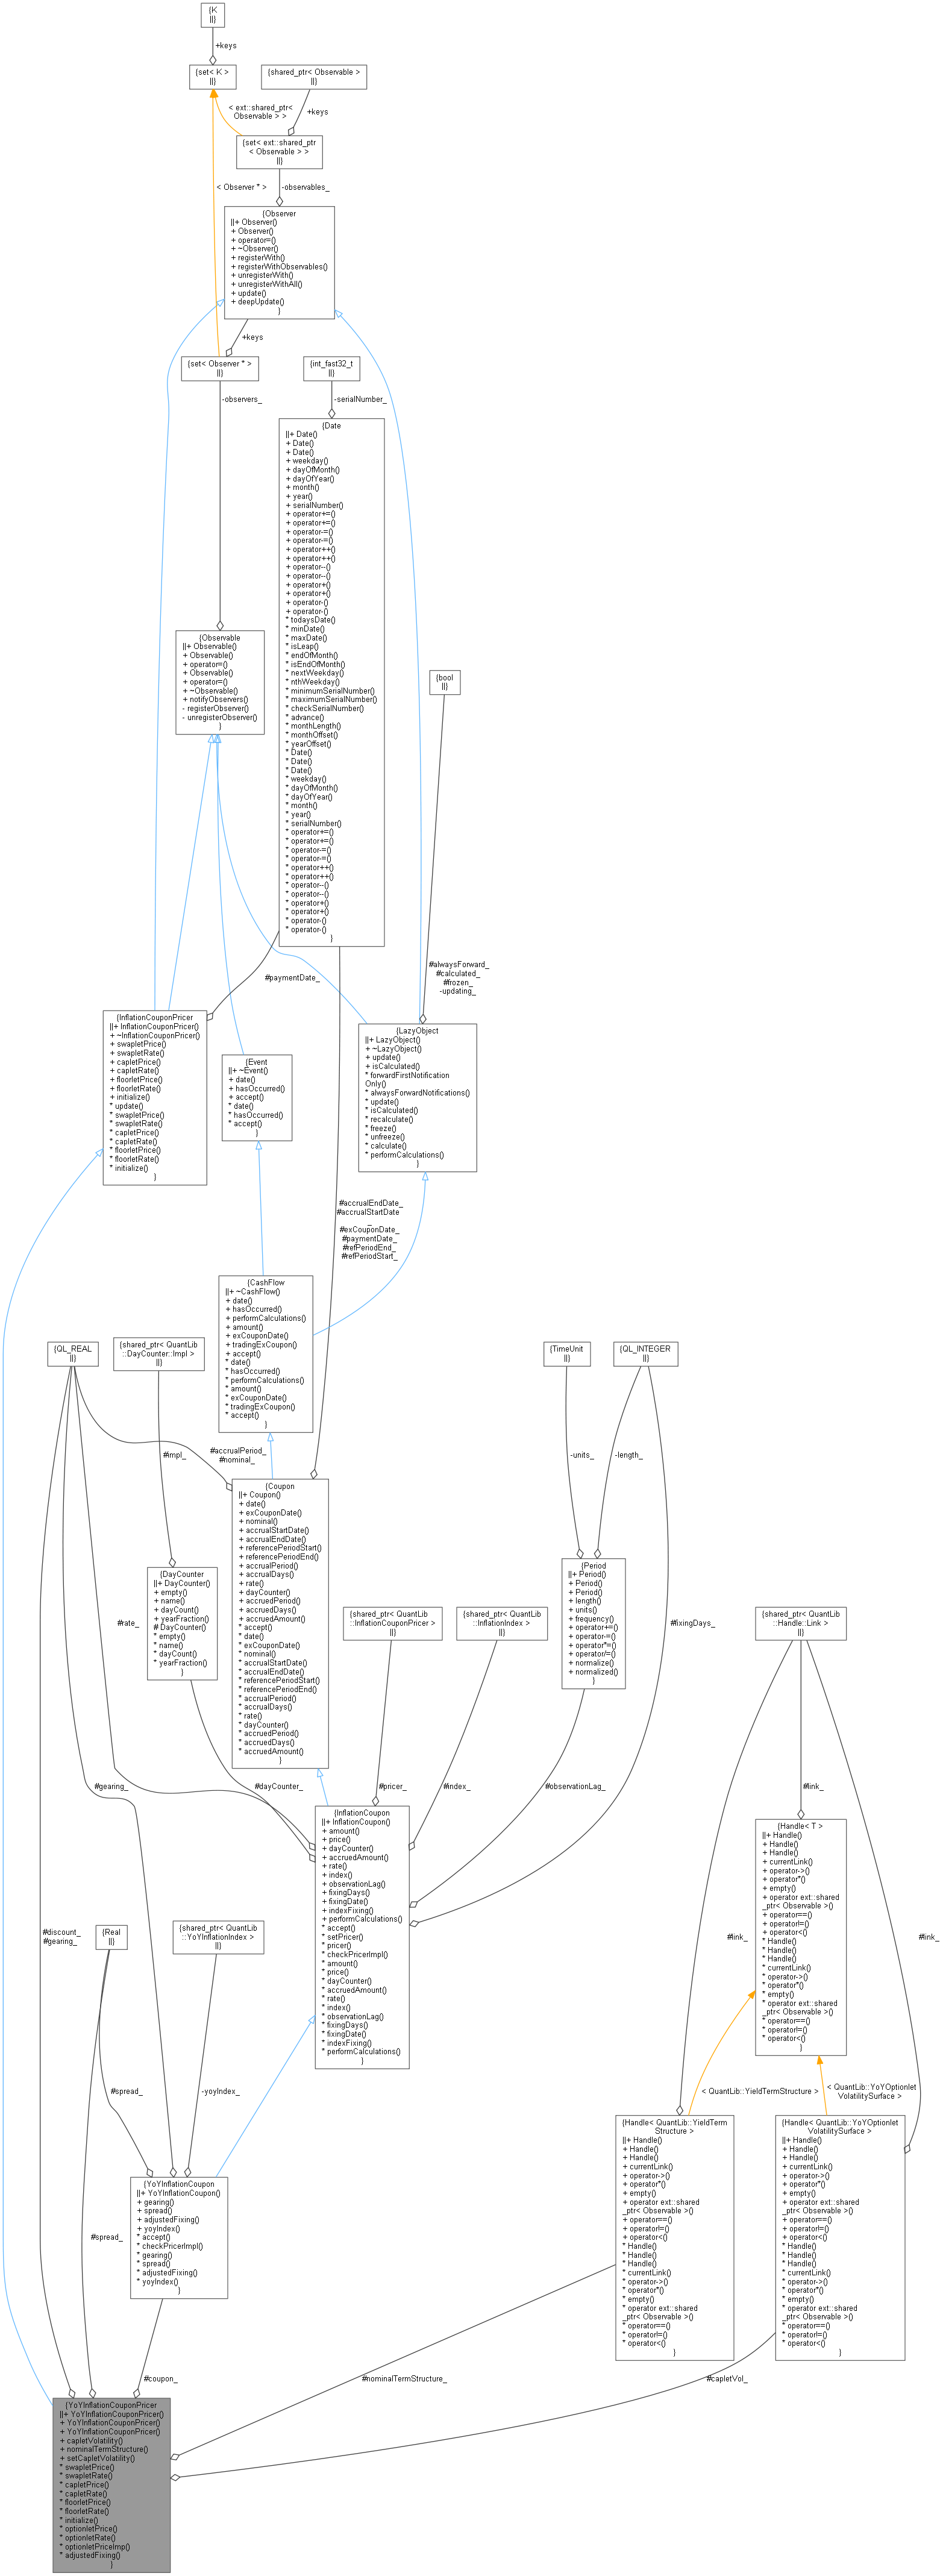 {K
||}
+keys
{set< K >
||}
{shared_ptr< Observable >
||}
< ext::shared_ptr<
Observable > >
+keys
{set< ext::shared_ptr
< Observable > >
||}
< Observer * >
-observables_
{Observer
||+ Observer()
+ Observer()
+ operator=()
+ ~Observer()
+ registerWith()
+ registerWithObservables()
+ unregisterWith()
+ unregisterWithAll()
+ update()
+ deepUpdate()
}
+keys
{set< Observer * >
||}
{int_fast32_t
||}
-observers_
-serialNumber_
{Date
||+ Date()
+ Date()
+ Date()
+ weekday()
+ dayOfMonth()
+ dayOfYear()
+ month()
+ year()
+ serialNumber()
+ operator+=()
+ operator+=()
+ operator-=()
+ operator-=()
+ operator++()
+ operator++()
+ operator--()
+ operator--()
+ operator+()
+ operator+()
+ operator-()
+ operator-()
* todaysDate()
* minDate()
* maxDate()
* isLeap()
* endOfMonth()
* isEndOfMonth()
* nextWeekday()
* nthWeekday()
* minimumSerialNumber()
* maximumSerialNumber()
* checkSerialNumber()
* advance()
* monthLength()
* monthOffset()
* yearOffset()
* Date()
* Date()
* Date()
* weekday()
* dayOfMonth()
* dayOfYear()
* month()
* year()
* serialNumber()
* operator+=()
* operator+=()
* operator-=()
* operator-=()
* operator++()
* operator++()
* operator--()
* operator--()
* operator+()
* operator+()
* operator-()
* operator-()
}
{Observable
||+ Observable()
+ Observable()
+ operator=()
+ Observable()
+ operator=()
+ ~Observable()
+ notifyObservers()
- registerObserver()
- unregisterObserver()
}
{bool
||}
#paymentDate_
#alwaysForward_
#calculated_
#frozen_
-updating_
{InflationCouponPricer
||+ InflationCouponPricer()
+ ~InflationCouponPricer()
+ swapletPrice()
+ swapletRate()
+ capletPrice()
+ capletRate()
+ floorletPrice()
+ floorletRate()
+ initialize()
* update()
* swapletPrice()
* swapletRate()
* capletPrice()
* capletRate()
* floorletPrice()
* floorletRate()
* initialize()
}
{Event
||+ ~Event()
+ date()
+ hasOccurred()
+ accept()
* date()
* hasOccurred()
* accept()
}
{LazyObject
||+ LazyObject()
+ ~LazyObject()
+ update()
+ isCalculated()
* forwardFirstNotification
Only()
* alwaysForwardNotifications()
* update()
* isCalculated()
* recalculate()
* freeze()
* unfreeze()
* calculate()
* performCalculations()
}
#accrualEndDate_
#accrualStartDate
_
#exCouponDate_
#paymentDate_
#refPeriodEnd_
#refPeriodStart_
{CashFlow
||+ ~CashFlow()
+ date()
+ hasOccurred()
+ performCalculations()
+ amount()
+ exCouponDate()
+ tradingExCoupon()
+ accept()
* date()
* hasOccurred()
* performCalculations()
* amount()
* exCouponDate()
* tradingExCoupon()
* accept()
}
{QL_REAL
||}
{shared_ptr< QuantLib
::DayCounter::Impl >
||}
{TimeUnit
||}
{QL_INTEGER
||}
#impl_
#accrualPeriod_
#nominal_
-units_
-length_
{Coupon
||+ Coupon()
+ date()
+ exCouponDate()
+ nominal()
+ accrualStartDate()
+ accrualEndDate()
+ referencePeriodStart()
+ referencePeriodEnd()
+ accrualPeriod()
+ accrualDays()
+ rate()
+ dayCounter()
+ accruedPeriod()
+ accruedDays()
+ accruedAmount()
* accept()
* date()
* exCouponDate()
* nominal()
* accrualStartDate()
* accrualEndDate()
* referencePeriodStart()
* referencePeriodEnd()
* accrualPeriod()
* accrualDays()
* rate()
* dayCounter()
* accruedPeriod()
* accruedDays()
* accruedAmount()
}
{DayCounter
||+ DayCounter()
+ empty()
+ name()
+ dayCount()
+ yearFraction()
# DayCounter()
* empty()
* name()
* dayCount()
* yearFraction()
}
{Period
||+ Period()
+ Period()
+ Period()
+ length()
+ units()
+ frequency()
+ operator+=()
+ operator-=()
+ operator*=()
+ operator/=()
+ normalize()
+ normalized()
}
#rate_
{shared_ptr< QuantLib
::InflationCouponPricer >
||}
{shared_ptr< QuantLib
::InflationIndex >
||}
#fixingDays_
{shared_ptr< QuantLib
::Handle::Link >
||}
#gearing_
#dayCounter_
#pricer_
#index_
#observationLag_
#link_
{InflationCoupon
||+ InflationCoupon()
+ amount()
+ price()
+ dayCounter()
+ accruedAmount()
+ rate()
+ index()
+ observationLag()
+ fixingDays()
+ fixingDate()
+ indexFixing()
+ performCalculations()
* accept()
* setPricer()
* pricer()
* checkPricerImpl()
* amount()
* price()
* dayCounter()
* accruedAmount()
* rate()
* index()
* observationLag()
* fixingDays()
* fixingDate()
* indexFixing()
* performCalculations()
}
{Handle< T >
||+ Handle()
+ Handle()
+ Handle()
+ currentLink()
+ operator->()
+ operator*()
+ empty()
+ operator ext::shared
_ptr< Observable >()
+ operator==()
+ operator!=()
+ operator<()
* Handle()
* Handle()
* Handle()
* currentLink()
* operator->()
* operator*()
* empty()
* operator ext::shared
_ptr< Observable >()
* operator==()
* operator!=()
* operator<()
}
#discount_
#gearing_
{Real
||}
{shared_ptr< QuantLib
::YoYInflationIndex >
||}
#link_
#link_
#spread_
-yoyIndex_
< QuantLib::YieldTermStructure >
< QuantLib::YoYOptionlet
VolatilitySurface >
{YoYInflationCoupon
||+ YoYInflationCoupon()
+ gearing()
+ spread()
+ adjustedFixing()
+ yoyIndex()
* accept()
* checkPricerImpl()
* gearing()
* spread()
* adjustedFixing()
* yoyIndex()
}
{Handle< QuantLib::YieldTerm
Structure >
||+ Handle()
+ Handle()
+ Handle()
+ currentLink()
+ operator->()
+ operator*()
+ empty()
+ operator ext::shared
_ptr< Observable >()
+ operator==()
+ operator!=()
+ operator<()
* Handle()
* Handle()
* Handle()
* currentLink()
* operator->()
* operator*()
* empty()
* operator ext::shared
_ptr< Observable >()
* operator==()
* operator!=()
* operator<()
}
{Handle< QuantLib::YoYOptionlet
VolatilitySurface >
||+ Handle()
+ Handle()
+ Handle()
+ currentLink()
+ operator->()
+ operator*()
+ empty()
+ operator ext::shared
_ptr< Observable >()
+ operator==()
+ operator!=()
+ operator<()
* Handle()
* Handle()
* Handle()
* currentLink()
* operator->()
* operator*()
* empty()
* operator ext::shared
_ptr< Observable >()
* operator==()
* operator!=()
* operator<()
}
#spread_
#coupon_
#nominalTermStructure_
#capletVol_
{YoYInflationCouponPricer
||+ YoYInflationCouponPricer()
+ YoYInflationCouponPricer()
+ YoYInflationCouponPricer()
+ capletVolatility()
+ nominalTermStructure()
+ setCapletVolatility()
* swapletPrice()
* swapletRate()
* capletPrice()
* capletRate()
* floorletPrice()
* floorletRate()
* initialize()
* optionletPrice()
* optionletRate()
* optionletPriceImp()
* adjustedFixing()
}